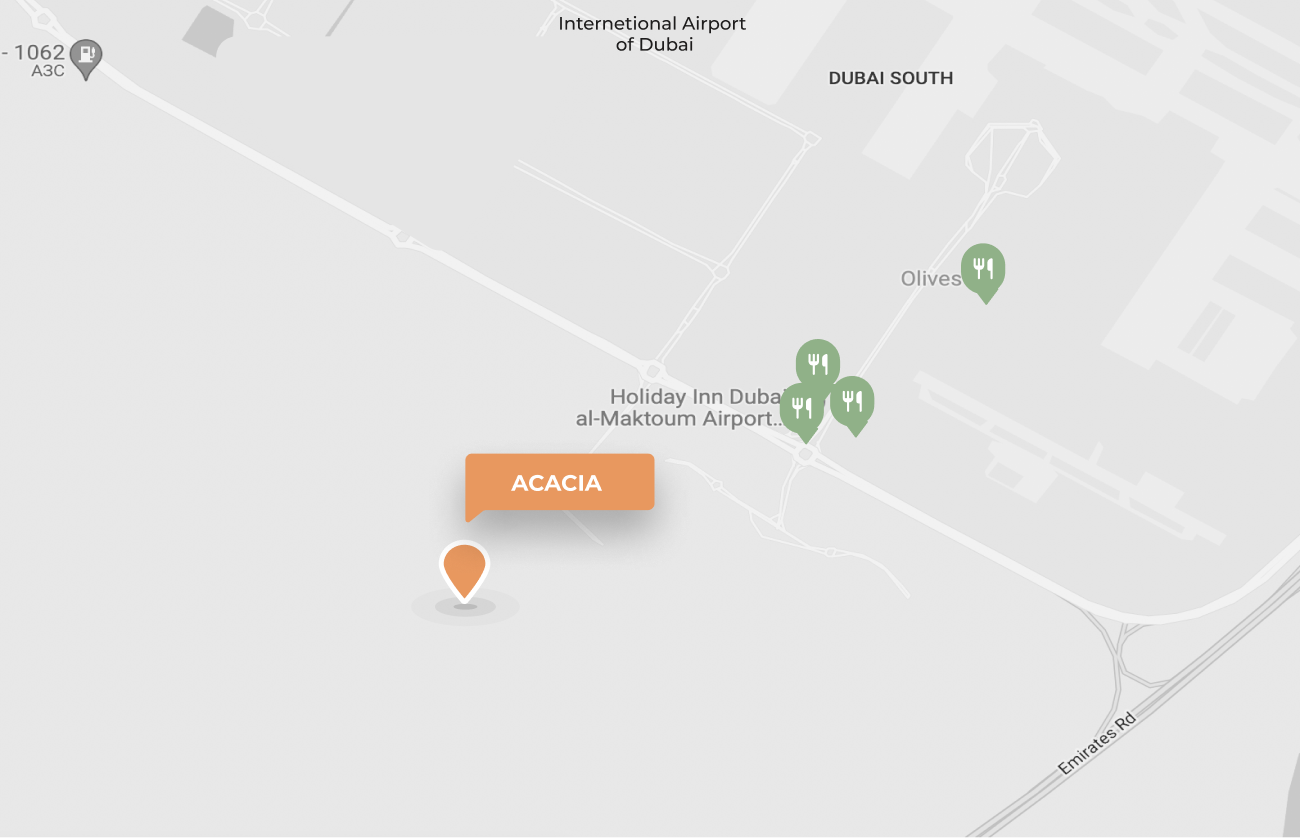 Internetional Airport
of Dubai
- 1062
АЗС
DUBAI SOUTH
Olives
Holiday Inn Dubai
al-Maktoum Airport...
ACACIA
Emirates Rd